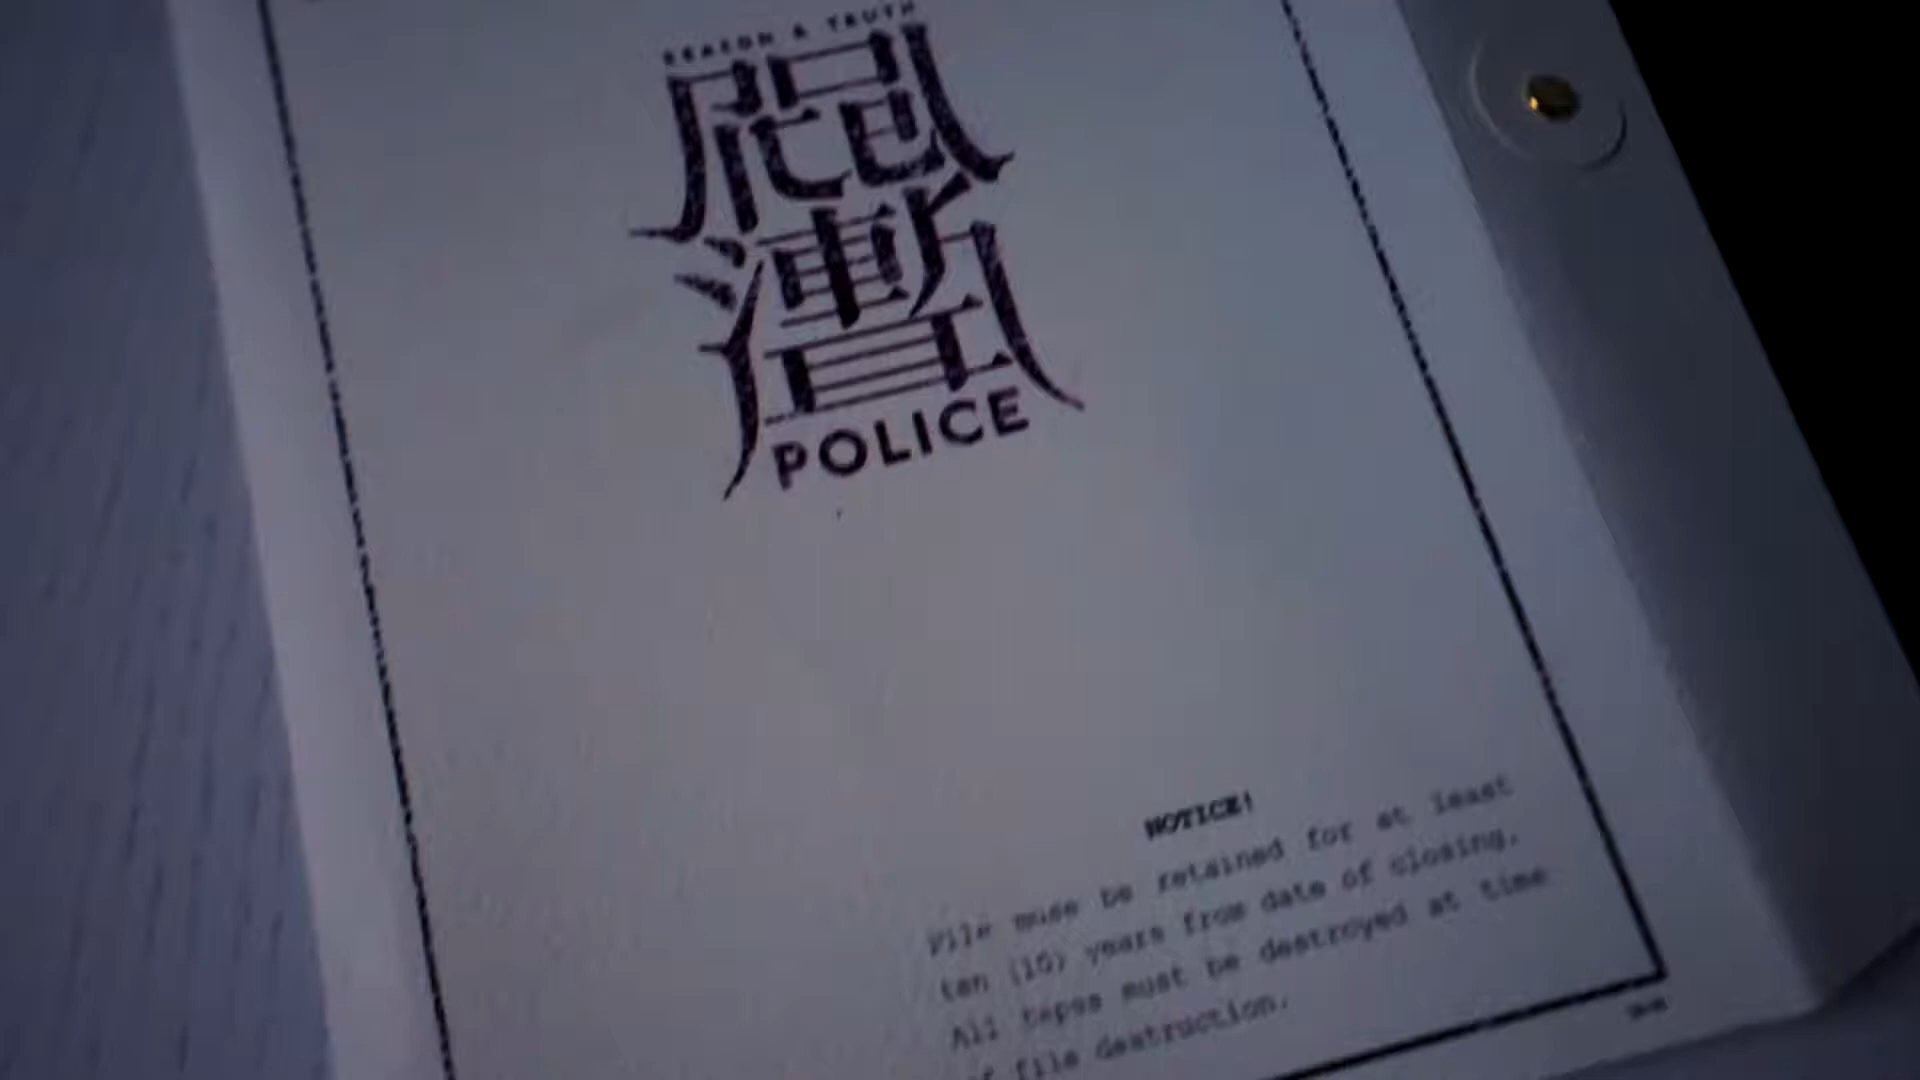 REASON & TRUTH
POLICE
NOTICE!
File must be retained for at least
ten (10) years from date of closing.
All tapes must be destroyed at time
of file destruction.